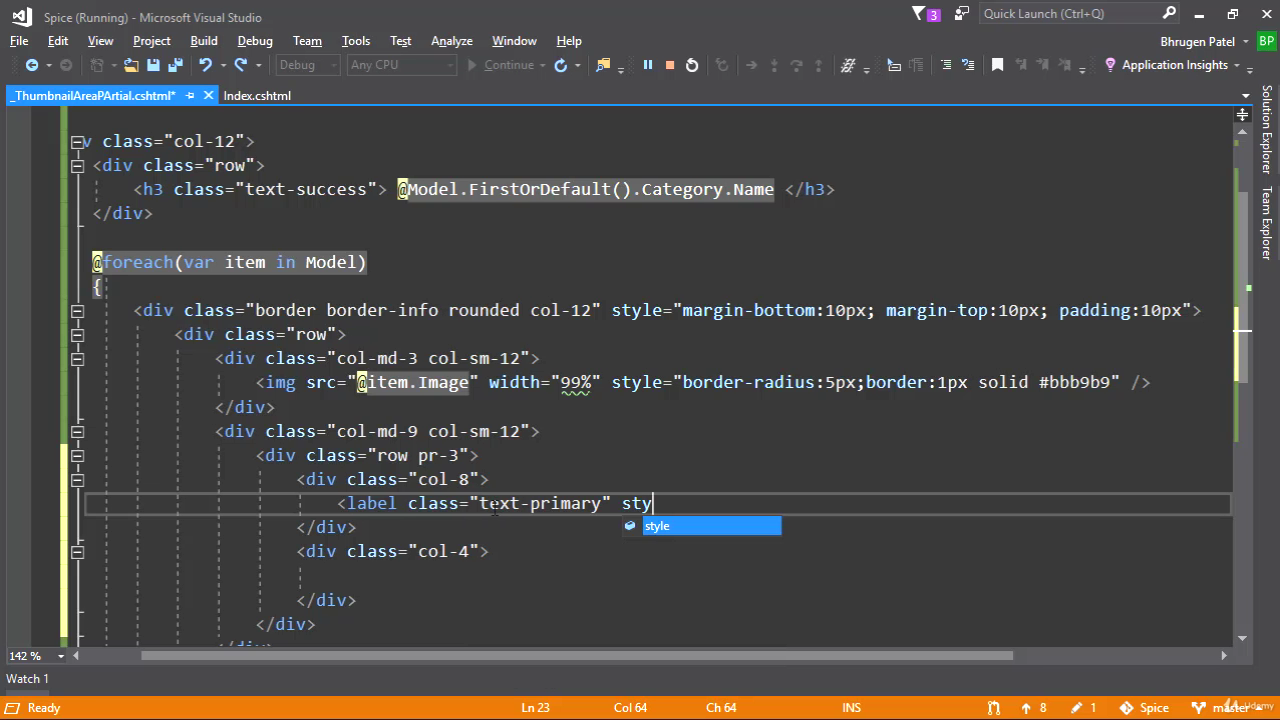 Spice (Running) - Microsoft Visual Studio
3
Quick Launch (Ctrl+Q)
File Edit View Project Build Debug Team Tools Test Analyze Window Help
Bhrugen Patel
BP
Debug Any CPU Continue Application Insights
_ThumbnailAreaPArtial.cshtml*
Index.cshtml
Solution Explorer
Team Explorer
v class="col-12">
<div class="row">
<h3 class="text-success"> @Model.FirstOrDefault().Category.Name </h3>
</div>
@foreach(var item in Model)
{
<div class="border border-info rounded col-12" style="margin-bottom:10px; margin-top:10px; padding:10px">
<div class="row">
<div class="col-md-3 col-sm-12">
<img src="@item.Image" width="99%" style="border-radius:5px;border:1px solid #bbb9b9" />
</div>
<div class="col-md-9 col-sm-12">
<div class="row pr-3">
<div class="col-8">
<label class="text-primary" sty
style
</div>
<div class="col-4">
</div>
</div>
</div>
142 %
Watch 1
Ready Ln 23 Col 64 Ch 64 INS 8 1 Spice master
Udemy